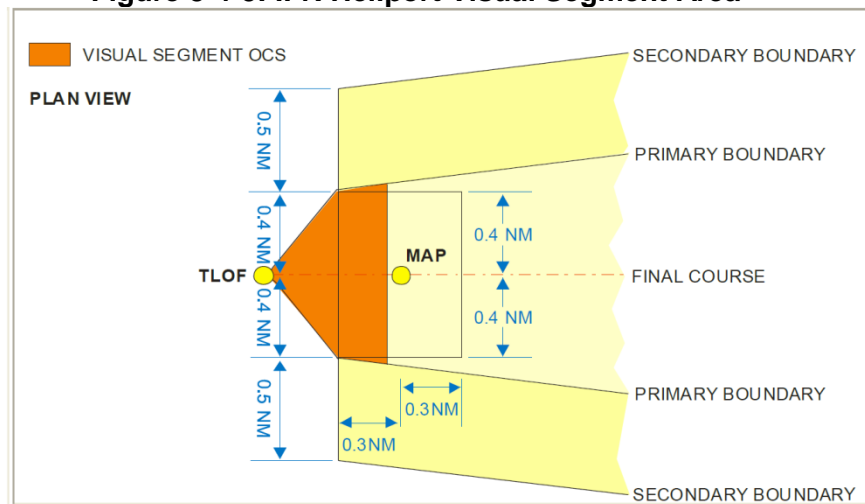 VISUAL SEGMENT OCS
SECONDARY BOUNDARY
PLAN VIEW
0.5 NM
PRIMARY BOUNDARY
0.4 NM
0.4 NM
MAP
TLOF
FINAL COURSE
0.4 NM
0.4 NM
PRIMARY BOUNDARY
0.5 NM
0.3NM
0.3NM
SECONDARY BOUNDARY